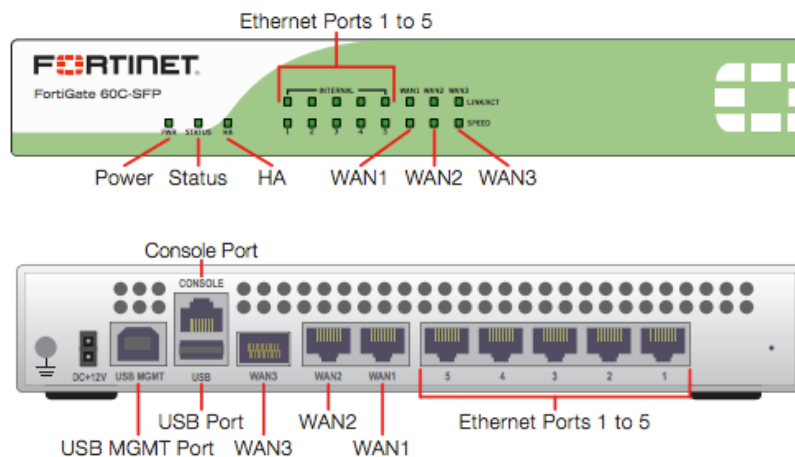 Ethernet Ports 1 to 5
FORTINET
FortiGate 60C-SFP
INTERNAL WAN1 WAN2 WAN3
LINK/ACT
PWR STATUS HA 1 2 3 4 5 SPEED
Power Status HA WAN1 WAN2 WAN3
Console Port
CONSOLE
DC+12V USB MGMT USB WAN3 WAN2 WAN1 5 4 3 2 1
USB Port WAN2 Ethernet Ports 1 to 5
USB MGMT Port WAN3 WAN1